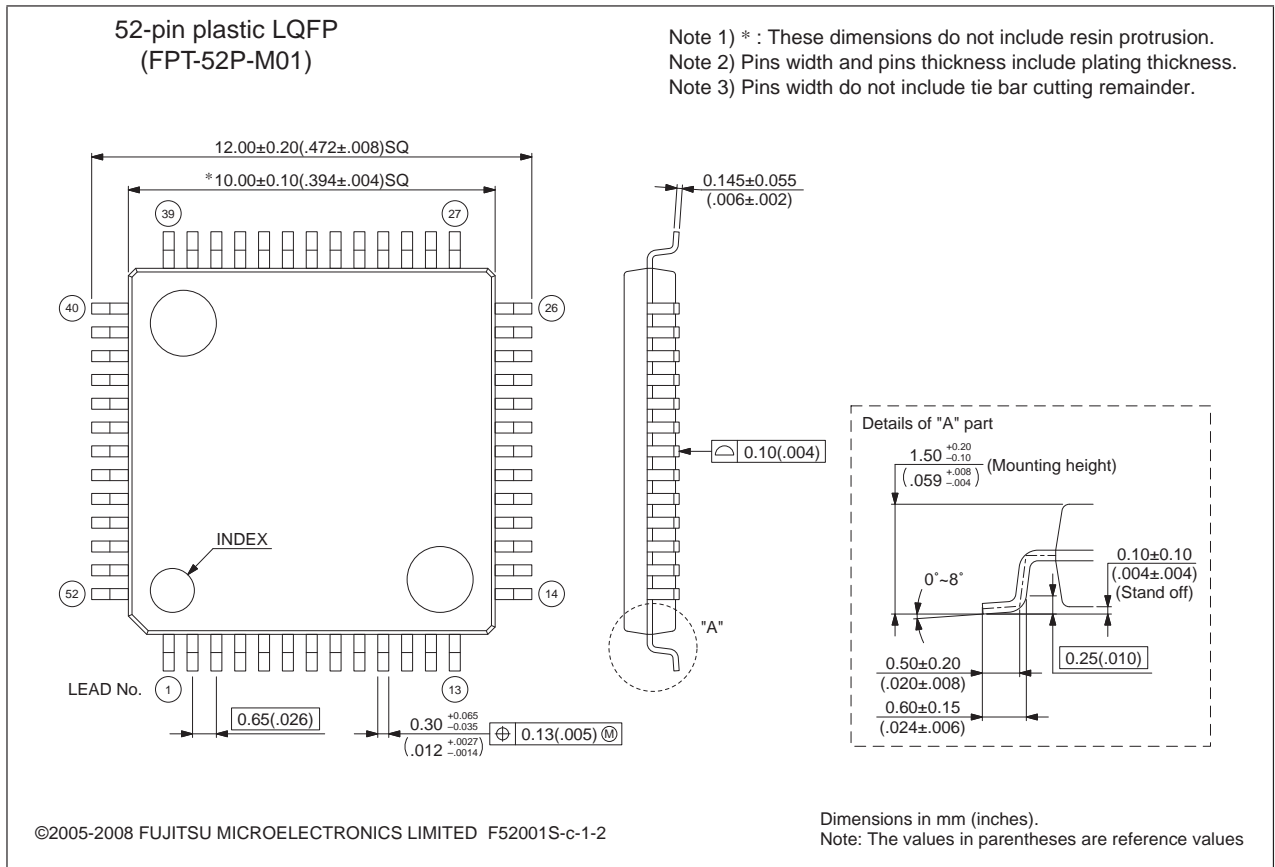 52-pin plastic LQFP
(FPT-52P-M01)
Note 1) * : These dimensions do not include resin protrusion.
Note 2) Pins width and pins thickness include plating thickness.
Note 3) Pins width do not include tie bar cutting remainder.
12.00±0.20(.472±.008)SQ
*10.00±0.10(.394±.004)SQ
0.145±0.055
(.006±.002)
39
27
40
26
0.10(.004)
Details of "A" part
1.50 +0.20 −0.10
(.059 +.008 −.004) (Mounting height)
INDEX
0.10±0.10
(.004±.004)
(Stand off)
0˚~8˚
52
14
"A"
0.25(.010)
0.50±0.20
(.020±.008)
0.60±0.15
(.024±.006)
LEAD No.
1
13
0.65(.026)
0.30 +0.065 −0.035
(.012 +.0027 −.0014)
0.13(.005) Ⓜ
©2005-2008 FUJITSU MICROELECTRONICS LIMITED F52001S-c-1-2
Dimensions in mm (inches).
Note: The values in parentheses are reference values